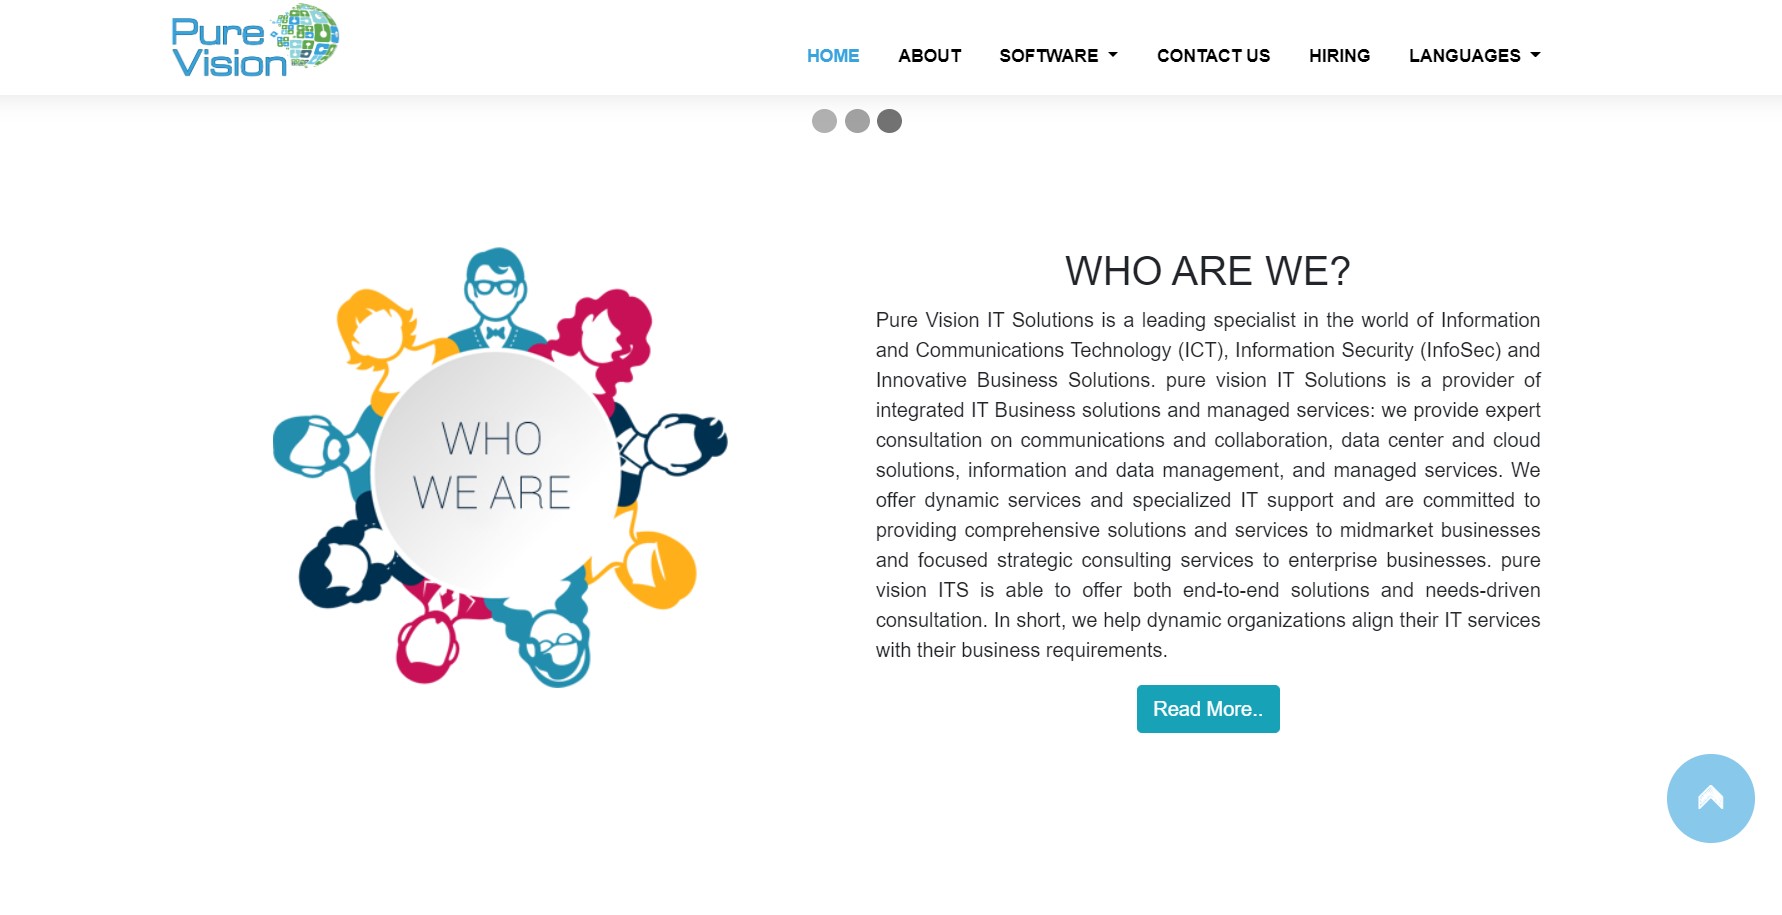 Pure
Vision
HOME ABOUT SOFTWARE CONTACT US HIRING LANGUAGES
WHO
WE ARE
WHO ARE WE?
Pure Vision IT Solutions is a leading specialist in the world of Information
and Communications Technology (ICT), Information Security (InfoSec) and
Innovative Business Solutions. pure vision IT Solutions is a provider of
integrated IT Business solutions and managed services: we provide expert
consultation on communications and collaboration, data center and cloud
solutions, information and data management, and managed services. We
offer dynamic services and specialized IT support and are committed to
providing comprehensive solutions and services to midmarket businesses
and focused strategic consulting services to enterprise businesses. pure
vision ITS is able to offer both end-to-end solutions and needs-driven
consultation. In short, we help dynamic organizations align their IT services
with their business requirements.
Read More..